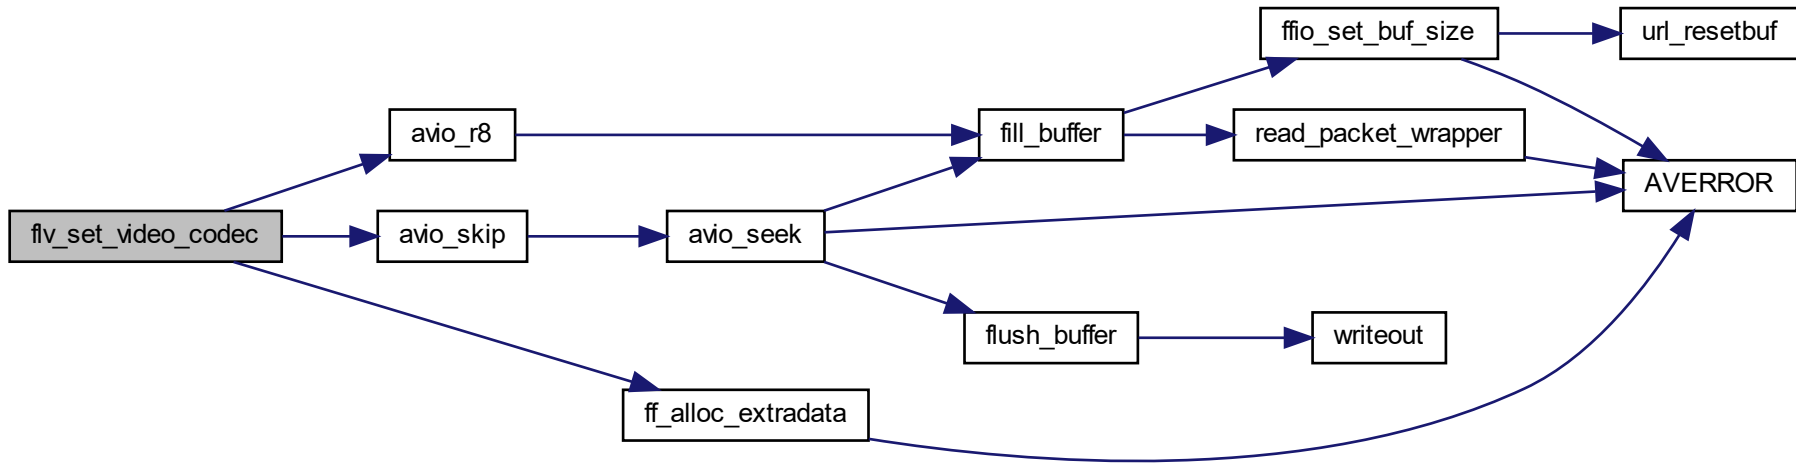 ffio_set_buf_size
url_resetbuf
avio_r8
fill_buffer
read_packet_wrapper
AVERROR
flv_set_video_codec
avio_skip
avio_seek
flush_buffer
writeout
ff_alloc_extradata